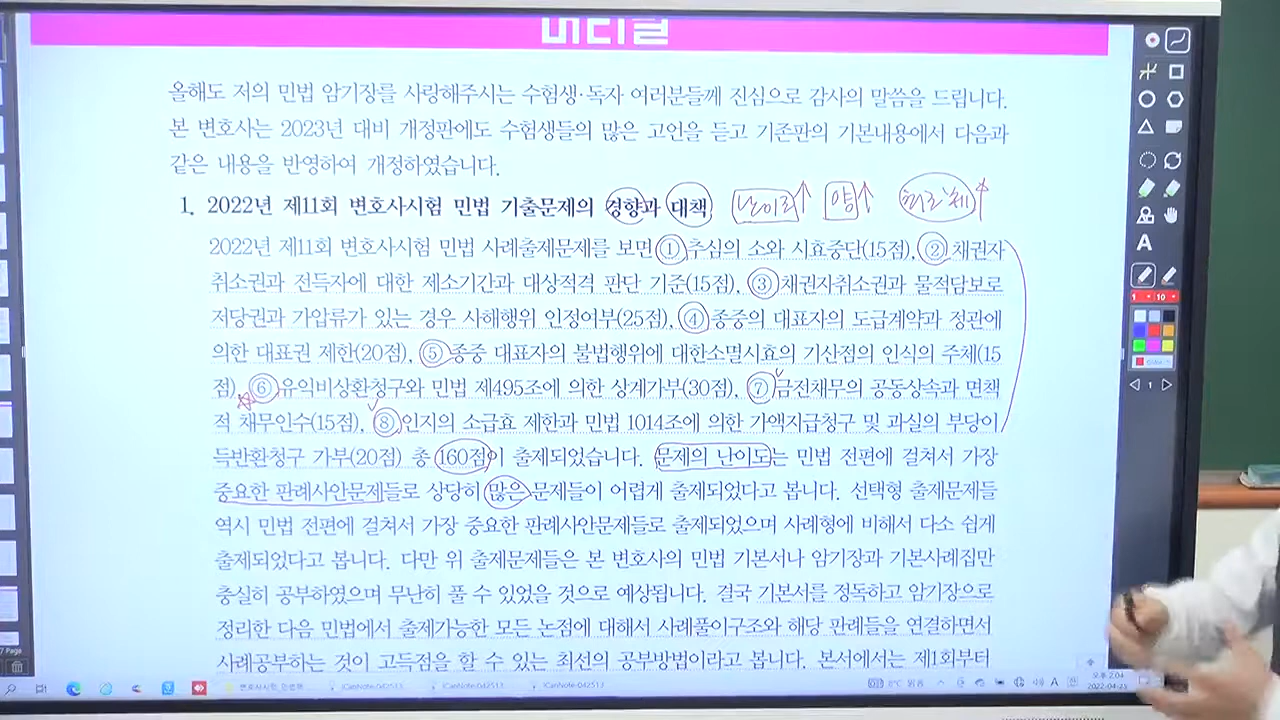 올해도 저의 민법 암기장를 사랑해주시는 수험생·독자 여러분들께 진심으로 감사의 말씀을 드립니다.
본 변호사는 2023년 대비 개정판에도 수험생들의 많은 고언을 듣고 기존판의 기본내용에서 다음과
같은 내용을 반영하여 개정하였습니다.
1. 2022년 제11회 변호사시험 민법 기출문제의 경향과 대책 난이도↑ 양↑
2022년 제11회 변호사시험 민법 사례출제문제를 보면 ① 추심의 소와 시효중단(15점), ② 채권자
취소권과 전득자에 대한 제소기간과 대상적격 판단 기준(15점), ③ 채권자취소권과 물적담보로
저당권과 가압류가 있는 경우 사해행위 인정여부(25점), ④ 종중의 대표자의 도급계약과 정관에
의한 대표권 제한(20점), ⑤ 종중 대표자의 불법행위에 대한소멸시효의 기산점의 인식의 주체(15
점), ⑥ 유익비상환청구와 민법 제495조에 의한 상계가부(30점), ⑦ 금전채무의 공동상속과 면책
적 채무인수(15점), ⑧ 인지의 소급효 제한과 민법 1014조에 의한 가액지급청구 및 과실의 부당이
득반환청구 가부(20점) 총 160점이 출제되었습니다. 문제의 난이도는 민법 전편에 걸쳐서 가장
중요한 판례사안문제들로 상당히 많은 문제들이 어렵게 출제되었다고 봅니다. 선택형 출제문제들
역시 민법 전편에 걸쳐서 가장 중요한 판례사안문제들로 출제되었으며 사례형에 비해서 다소 쉽게
출제되었다고 봅니다. 다만 위 출제문제들은 본 변호사의 민법 기본서나 암기장과 기본사례집만
충실히 공부하였으며 무난히 풀 수 있었을 것으로 예상됩니다. 결국 기본서를 정독하고 암기장으로
정리한 다음 민법에서 출제가능한 모든 논점에 대해서 사례풀이구조와 해당 판례들을 연결하면서
사례공부하는 것이 고득점을 할 수 있는 최선의 공부방법이라고 봅니다. 본서에서는 제1회부터
A
1 10
1
7 Page
iCanNote-042513 iCanNote-042513 iCanNote-042513
8°C 맑음 A
오후 2:04
2022-04-25